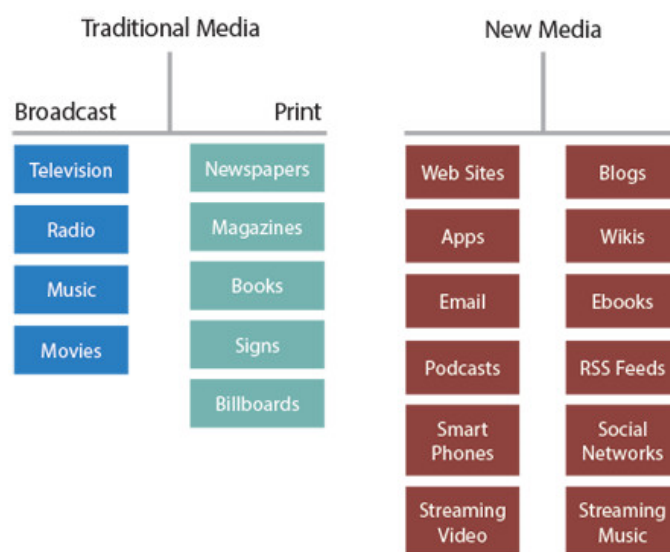 Traditional Media
Broadcast
Print
Television
Radio
Music
Movies
Newspapers
Magazines
Books
Signs
Billboards
New Media
Web Sites
Apps
Email
Podcasts
Smart
Phones
Streaming
Video
Blogs
Wikis
Ebooks
RSS Feeds
Social
Networks
Streaming
Music